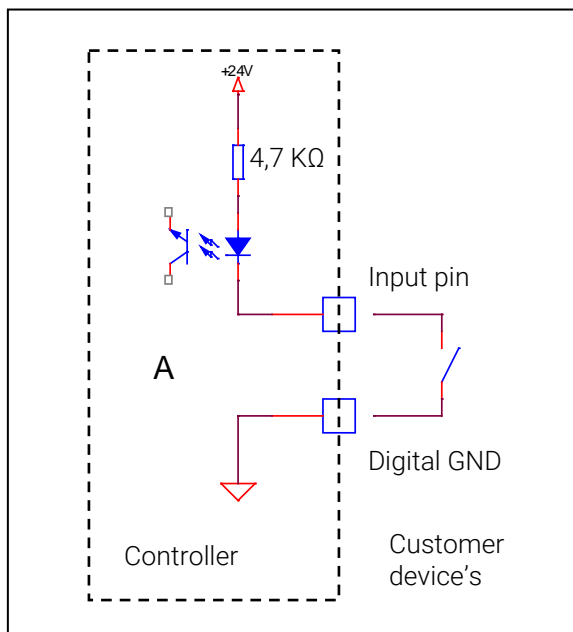 +24V
4,7 KΩ
Input pin
A
Digital GND
Controller
Customer
device's